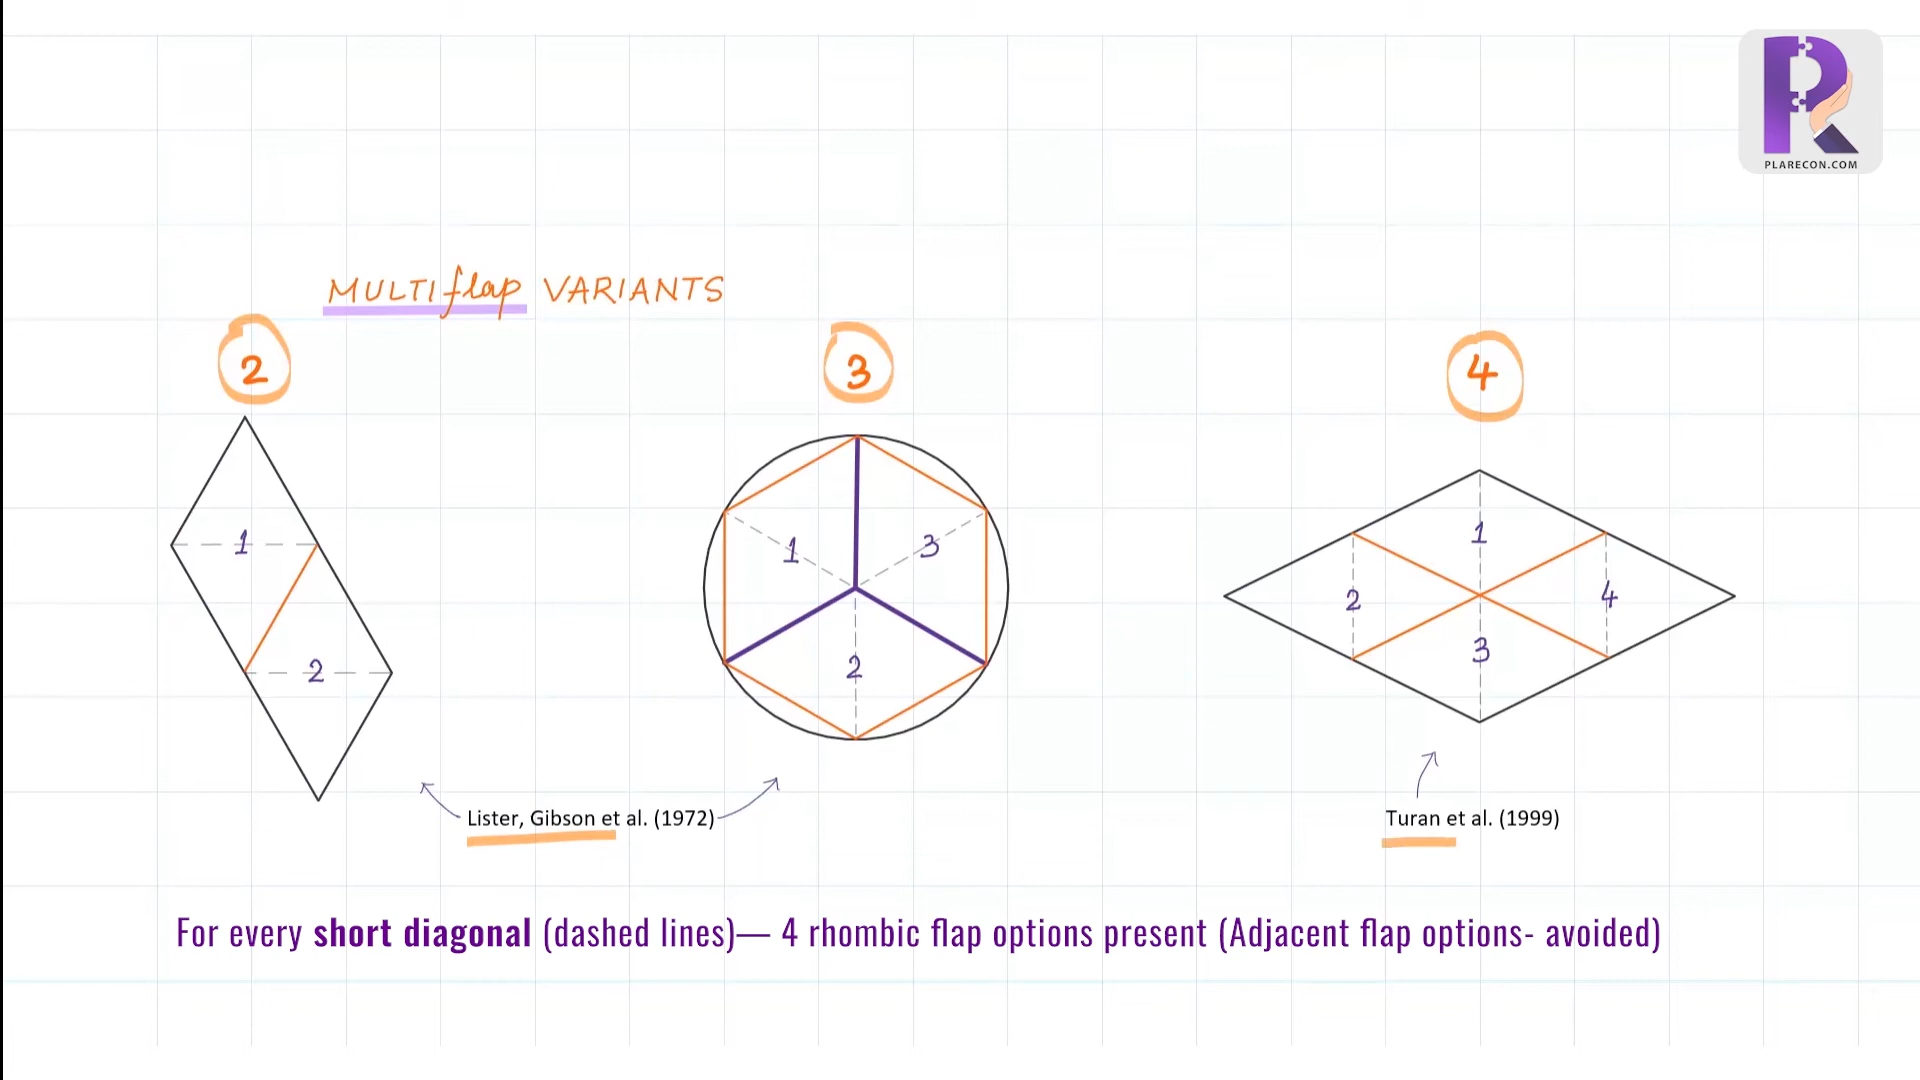 PLARECON.COM
MULTIflap VARIANTS
2
3
4
1
2
1
3
2
1
2
4
3
Lister, Gibson et al. (1972)
Turan et al. (1999)
For every short diagonal (dashed lines)— 4 rhombic flap options present (Adjacent flap options- avoided)